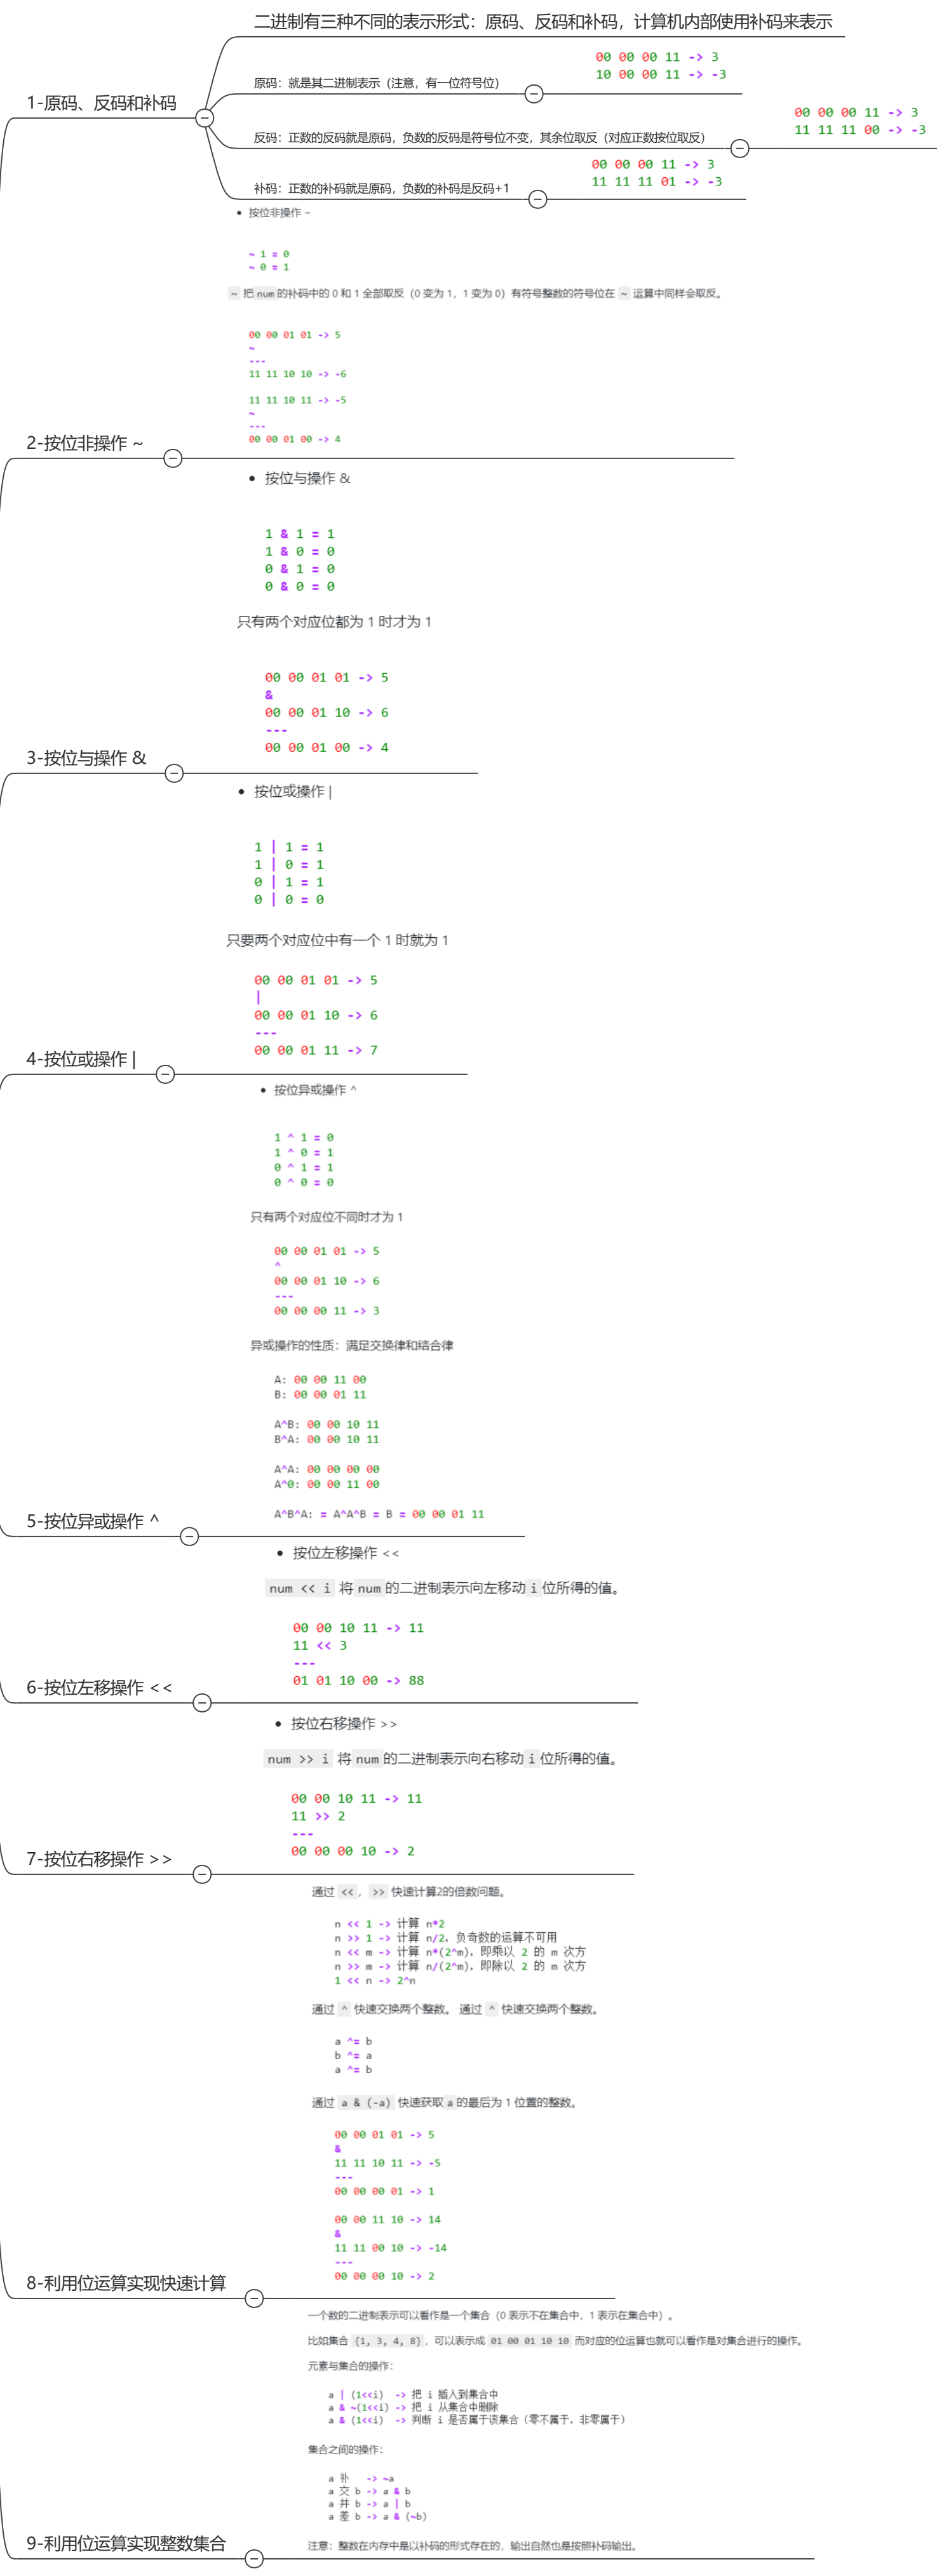 二进制有三种不同的表示形式：原码、反码和补码，计算机内部使用补码来表示
1-原码、反码和补码
原码：就是其二进制表示（注意，有一位符号位）
00 00 00 11 -> 3
10 00 00 11 -> -3
反码：正数的反码就是原码，负数的反码是符号位不变，其余位取反（对应正数按位取反）
00 00 00 11 -> 3
11 11 11 00 -> -3
补码：正数的补码就是原码，负数的补码是反码+1
00 00 00 11 -> 3
11 11 11 01 -> -3
• 按位非操作 ~
~ 1 = 0
~ 0 = 1
~ 把 num 的补码中的 0 和 1 全部取反（0 变为 1，1 变为 0）有符号整数的符号位在 ~ 运算中同样会取反。
00 00 01 01 -> 5
~
---
11 11 10 10 -> -6
11 11 10 11 -> -5
~
---
00 00 01 00 -> 4
2-按位非操作 ~
• 按位与操作 &
1 & 1 = 1
1 & 0 = 0
0 & 1 = 0
0 & 0 = 0
只有两个对应位都为 1 时才为 1
00 00 01 01 -> 5
&
00 00 01 10 -> 6
---
00 00 01 00 -> 4
3-按位与操作 &
• 按位或操作 |
1 | 1 = 1
1 | 0 = 1
0 | 1 = 1
0 | 0 = 0
只要两个对应位中有一个 1 时就为 1
00 00 01 01 -> 5
|
00 00 01 10 -> 6
---
00 00 01 11 -> 7
4-按位或操作 |
• 按位异或操作 ^
1 ^ 1 = 0
1 ^ 0 = 1
0 ^ 1 = 1
0 ^ 0 = 0
只有两个对应位不同时才为 1
00 00 01 01 -> 5
^
00 00 01 10 -> 6
---
00 00 00 11 -> 3
异或操作的性质：满足交换律和结合律
A: 00 00 11 00
B: 00 00 01 11
A^B: 00 00 10 11
B^A: 00 00 10 11
A^A: 00 00 00 00
A^0: 00 00 11 00
A^B^A: = A^A^B = B = 00 00 01 11
5-按位异或操作 ^
• 按位左移操作 <<
num << i 将 num 的二进制表示向左移动 i 位所得的值。
00 00 10 11 -> 11
11 << 3
---
01 01 10 00 -> 88
6-按位左移操作 <<
• 按位右移操作 >>
num >> i 将 num 的二进制表示向右移动 i 位所得的值。
00 00 10 11 -> 11
11 >> 2
---
00 00 00 10 -> 2
7-按位右移操作 >>
通过 <<，>> 快速计算2的倍数问题。
n << 1 -> 计算 n*2
n >> 1 -> 计算 n/2，负奇数的运算不可用
n << m -> 计算 n*(2^m)，即乘以 2 的 m 次方
n >> m -> 计算 n/(2^m)，即除以 2 的 m 次方
1 << n -> 2^n
通过 ^ 快速交换两个整数。 通过 ^ 快速交换两个整数。
a ^= b
b ^= a
a ^= b
通过 a & (-a) 快速获取 a 的最后为 1 位置的整数。
00 00 01 01 -> 5
&
11 11 10 11 -> -5
---
00 00 00 01 -> 1
00 00 11 10 -> 14
&
11 11 00 10 -> -14
---
00 00 00 10 -> 2
8-利用位运算实现快速计算
一个数的二进制表示可以看作是一个集合（0 表示不在集合中，1 表示在集合中）。
比如集合 {1, 3, 4, 8}，可以表示成 01 00 01 10 10 而对应的位运算也就可以看作是对集合进行的操作。
元素与集合的操作：
a | (1<<i) -> 把 i 插入到集合中
a & ~(1<<i) -> 把 i 从集合中删除
a & (1<<i) -> 判断 i 是否属于该集合（零不属于，非零属于）
集合之间的操作：
a 补 -> ~a
a 交 b -> a & b
a 并 b -> a | b
a 差 b -> a & (~b)
注意：整数在内存中是以补码的形式存在的，输出自然也是按照补码输出。
9-利用位运算实现整数集合